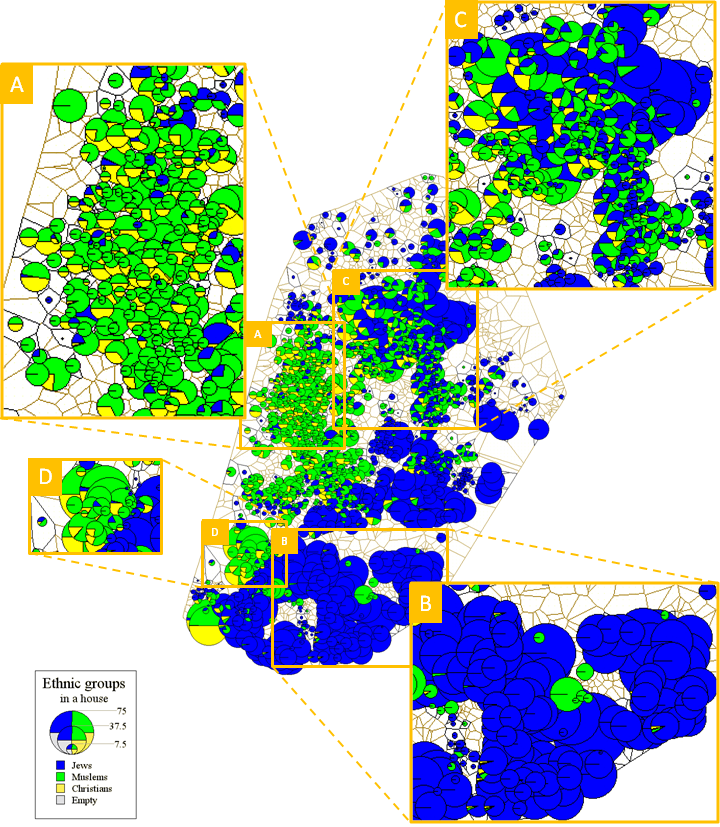 C
A
C
A
D
D
B
B
Ethnic groups
in a house
75
37.5
7.5
Jews
Muslems
Christians
Empty